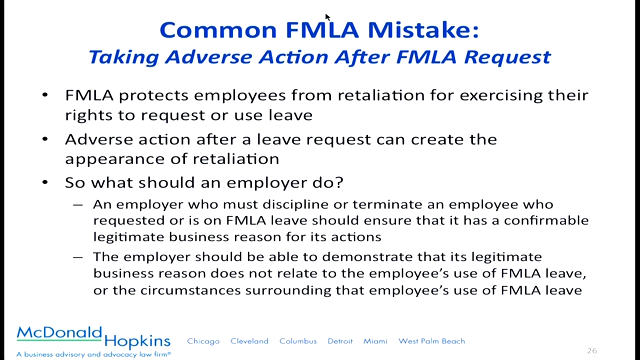 Common FMLA Mistake:
Taking Adverse Action After FMLA Request
• FMLA protects employees from retaliation for exercising their
rights to request or use leave
• Adverse action after a leave request can create the
appearance of retaliation
• So what should an employer do?
– An employer who must discipline or terminate an employee who
requested or is on FMLA leave should ensure that it has a confirmable
legitimate business reason for its actions
– The employer should be able to demonstrate that its legitimate
business reason does not relate to the employee's use of FMLA leave,
or the circumstances surrounding that employee's use of FMLA leave
McDonald
Hopkins
A business advisory and advocacy law firm®
Chicago Cleveland Columbus Detroit Miami West Palm Beach
26